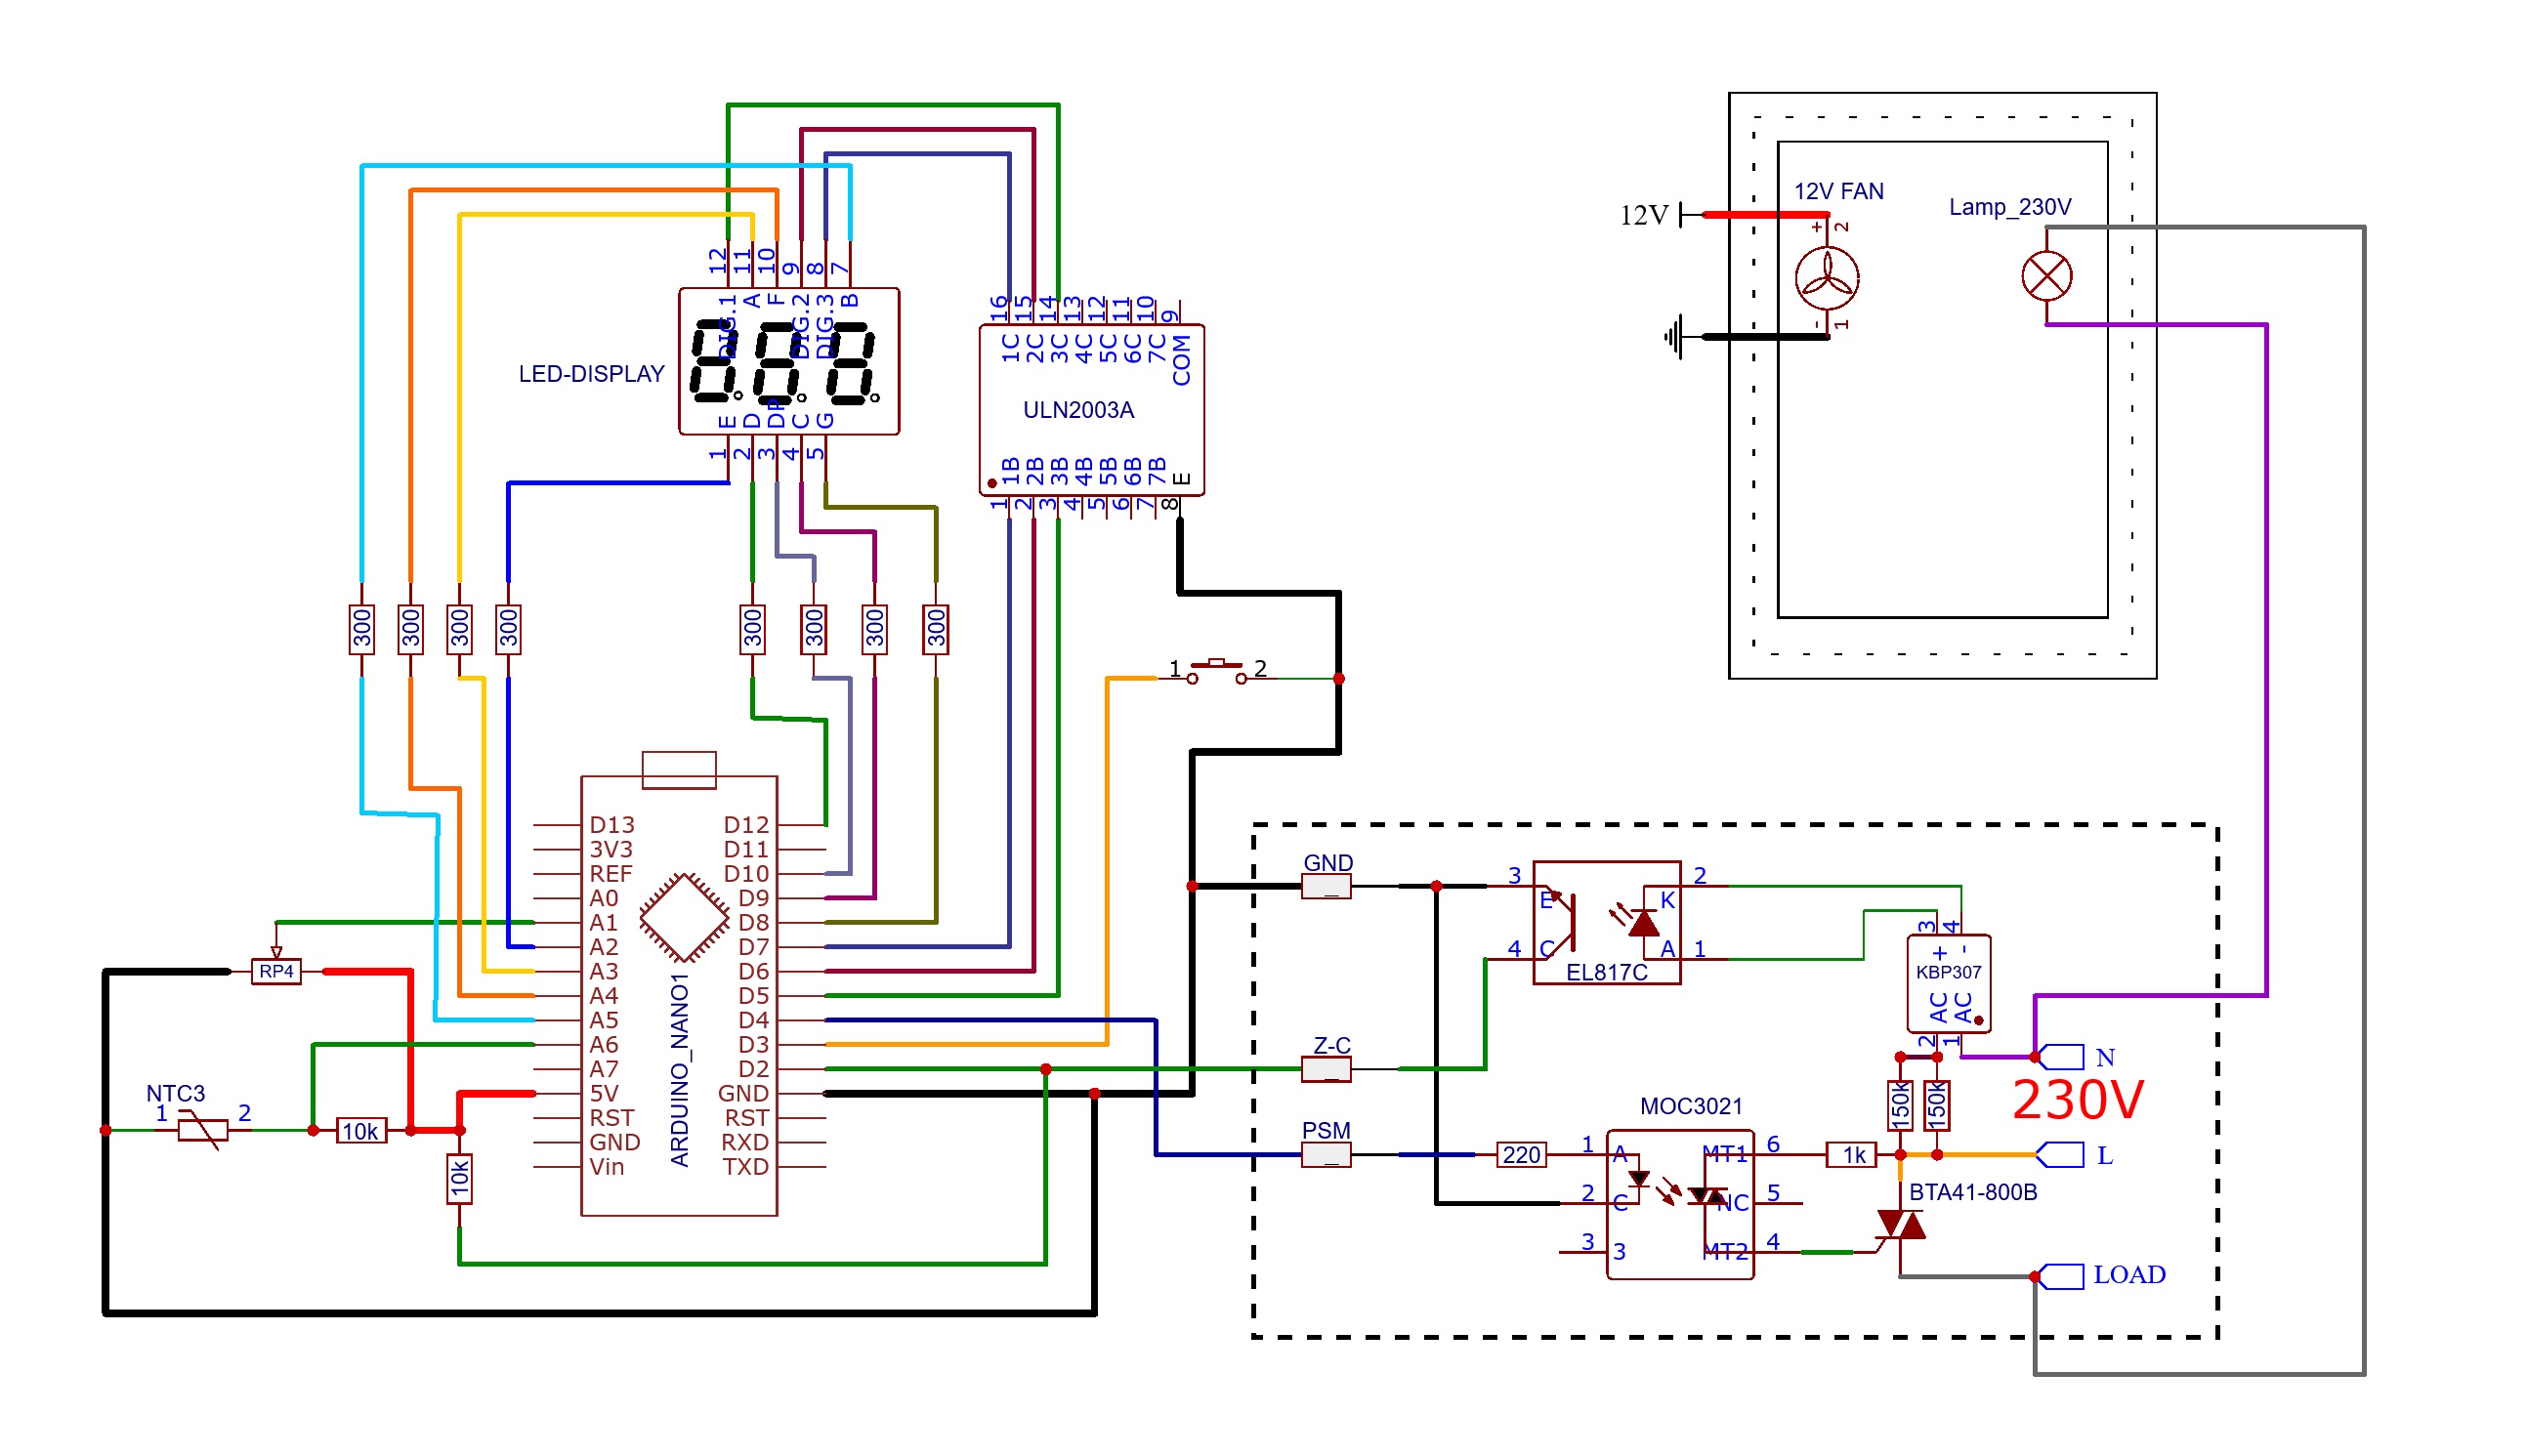 12V FAN
Lamp_230V
12V
12 11 10 9 8 7
DIG.1 A F DIG.2 DIG.3 B
LED-DISPLAY
E D DP C G
1 2 3 4 5
16 15 14 13 12 11 10 9
1C 2C 3C 4C 5C 6C 7C COM
ULN2003A
1B 2B 3B 4B 5B 6B 7B E
1 2 3 4 5 6 7 8
+ 2
- 1
300 300 300 300 300 300 300 300
1 2
D13 D12
3V3 D11
REF D10
A0 D9
A1 D8
A2 D7
A3 D6
A4 D5
A5 D4
A6 D3
A7 D2
5V GND
RST RST
GND RXD
Vin TXD
ARDUINO_NANO1
RP4
NTC3
1 2
10k
10k
GND
_
Z-C
_
PSM
_
3 E K 2
4 C A 1
EL817C
3 4
+ -
KBP307
AC AC
2 1
N
230V
150k 150k
L
MOC3021
220
1 A MT1 6
2 C NC 5
3 3 MT2 4
1k
BTA41-800B
LOAD